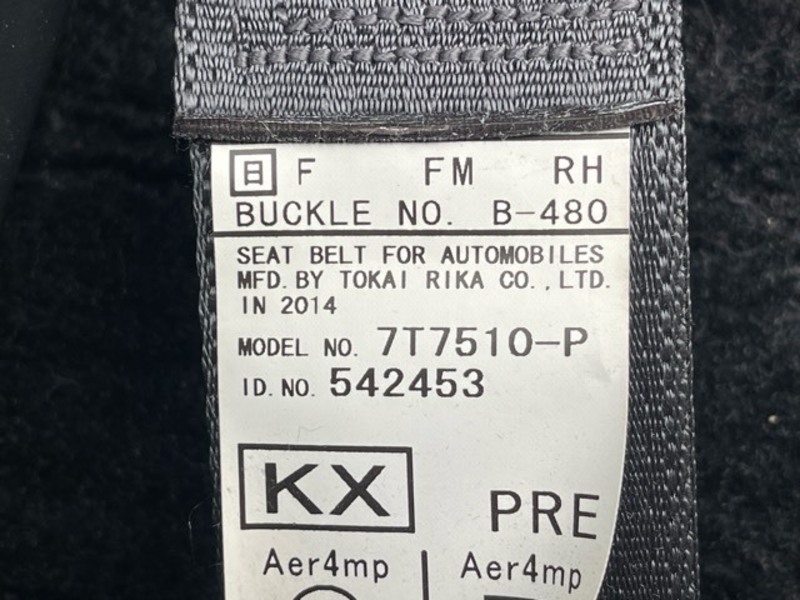 日 F FM RH
BUCKLE NO. B-480
SEAT BELT FOR AUTOMOBILES
MFD. BY TOKAI RIKA CO., LTD.
IN 2014
MODEL NO. 7T7510-P
ID. NO. 542453
KX PRE
Aer4mp Aer4mp